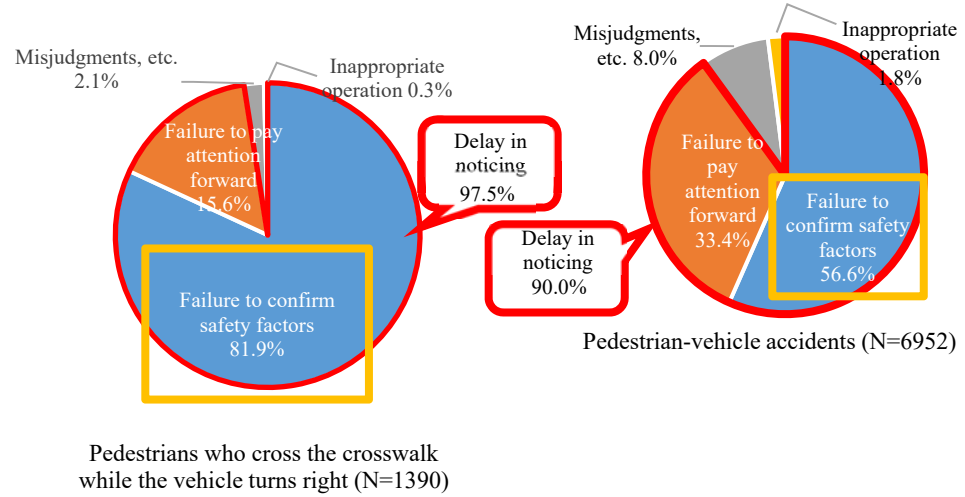 Misjudgments, etc.
2.1%
Inappropriate
operation 0.3%
Failure to pay
attention
forward
15.6%
Failure to confirm
safety factors
81.9%
Delay in
noticing
97.5%
Pedestrians who cross the crosswalk
while the vehicle turns right (N=1390)
Misjudgments,
etc. 8.0%
Inappropriate
operation
1.8%
Failure to
pay
attention
forward
33.4%
Failure to
confirm safety
factors
56.6%
Delay in
noticing
90.0%
Pedestrian-vehicle accidents (N=6952)